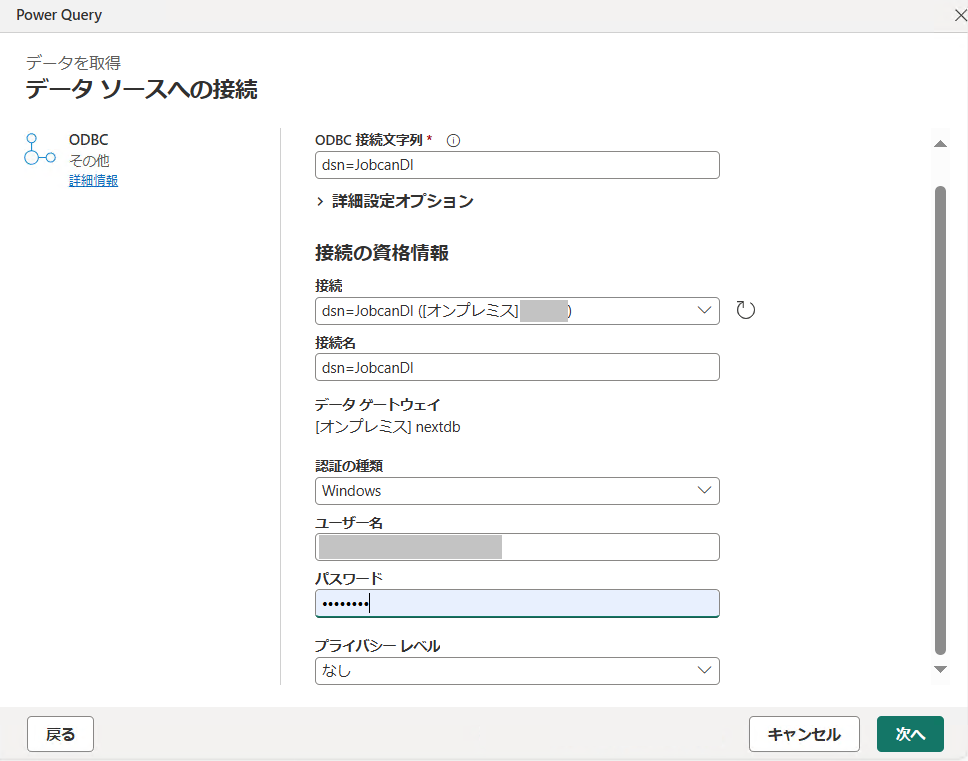 Power Query
データを取得
データ ソースへの接続
ODBC
その他
詳細情報
ODBC 接続文字列 *
dsn=JobcanDI
詳細設定オプション
接続の資格情報
接続
dsn=JobcanDI ([オンプレミス] )
接続名
dsn=JobcanDI
データ ゲートウェイ
[オンプレミス] nextdb
認証の種類
Windows
ユーザー名
パスワード
••••••••
プライバシー レベル
なし
戻る
キャンセル
次へ